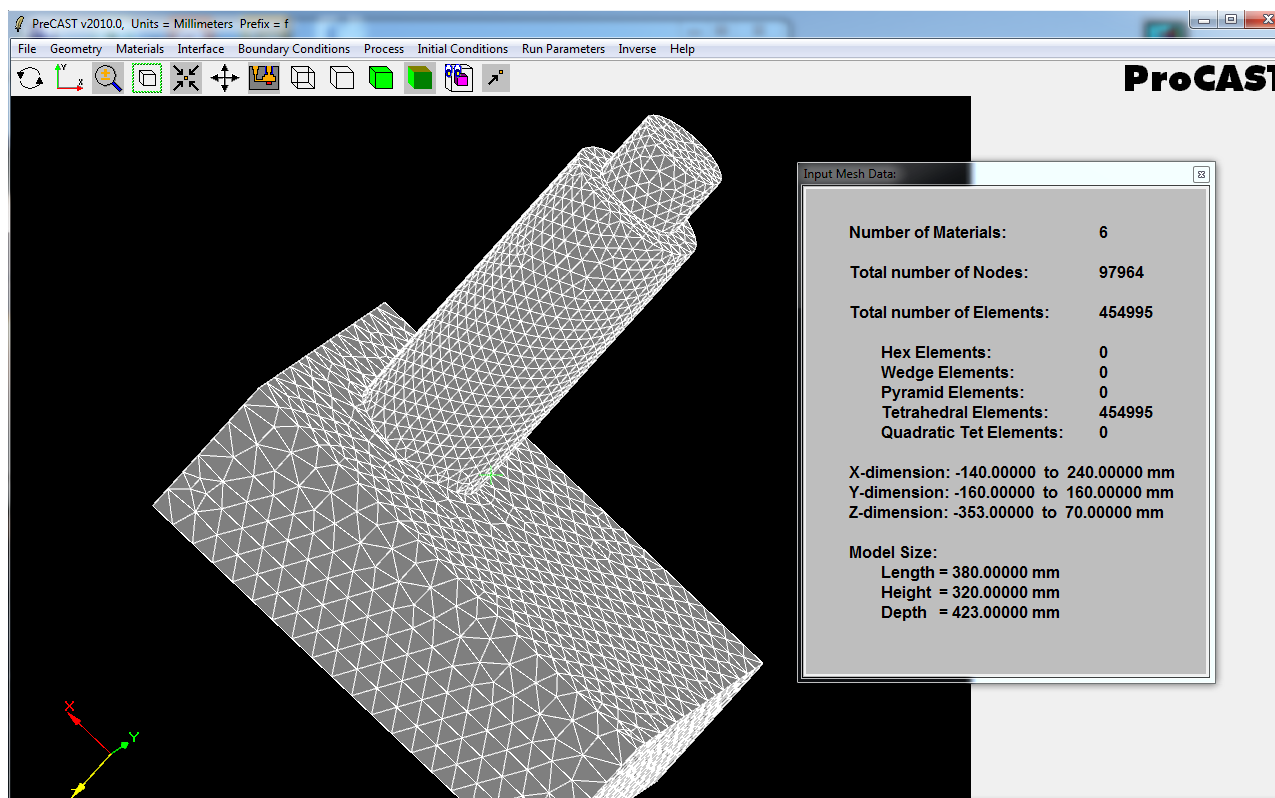 PreCAST v2010.0, Units = Millimeters Prefix = f
File Geometry Materials Interface Boundary Conditions Process Initial Conditions Run Parameters Inverse Help
Y
X
ProCAST
Input Mesh Data:
Number of Materials: 6
Total number of Nodes: 97964
Total number of Elements: 454995
Hex Elements: 0
Wedge Elements: 0
Pyramid Elements: 0
Tetrahedral Elements: 454995
Quadratic Tet Elements: 0
X-dimension: -140.00000 to 240.00000 mm
Y-dimension: -160.00000 to 160.00000 mm
Z-dimension: -353.00000 to 70.00000 mm
Model Size:
Length = 380.00000 mm
Height = 320.00000 mm
Depth = 423.00000 mm
X
Y